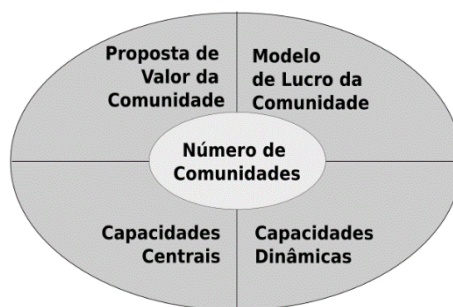 Proposta de
Valor da
Comunidade
Modelo
de Lucro da
Comunidade
Número de
Comunidades
Capacidades
Centrais
Capacidades
Dinâmicas